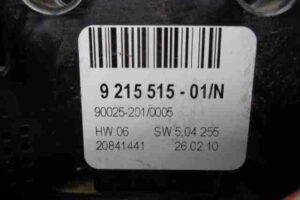 9 215 515 - 01/N
90025-201/0005
HW:06 SW 5,04.255
20841441 26.02.10